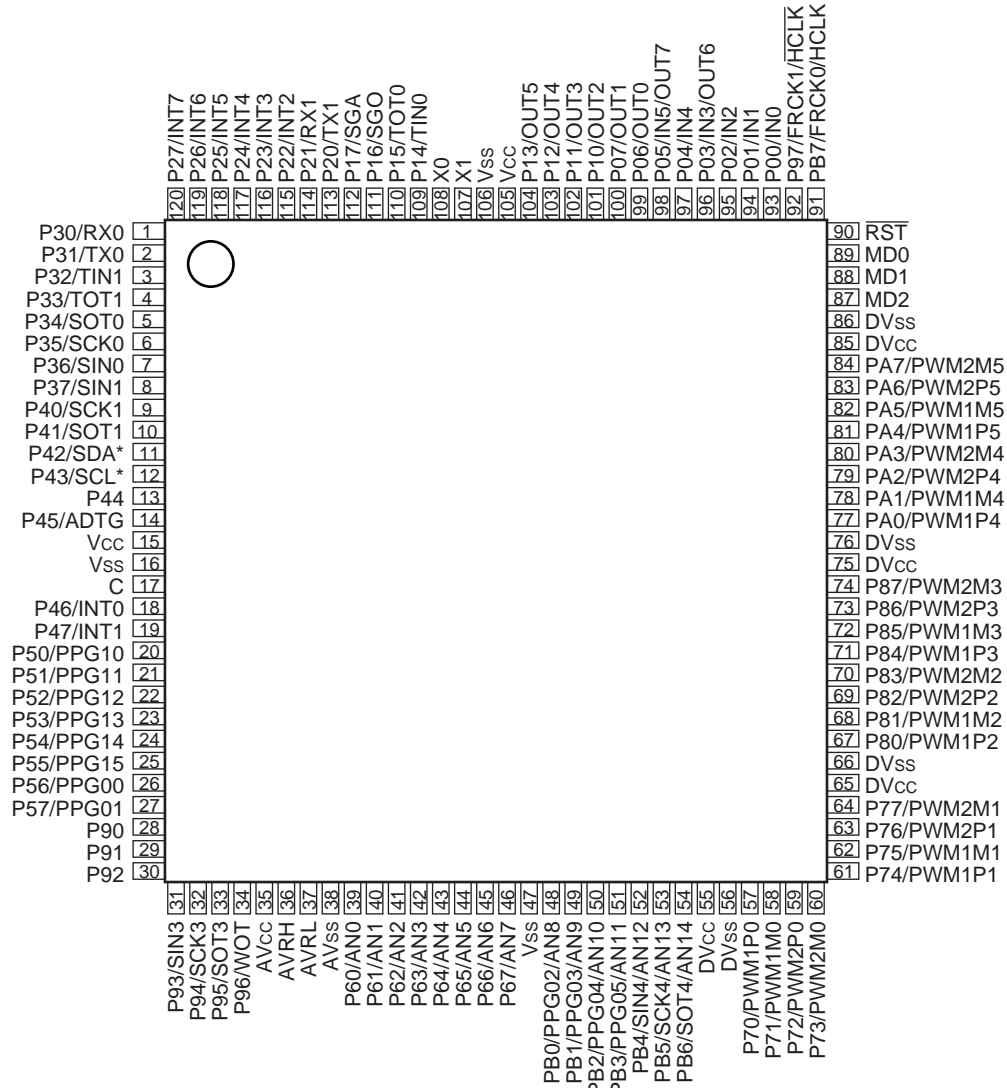 P27/INT7
P26/INT6
P25/INT5
P24/INT4
P23/INT3
P22/INT2
P21/RX1
P20/TX1
P17/SGA
P16/SGO
P15/TOT0
P14/TIN0
X0
X1
Vss
Vcc
P13/OUT5
P12/OUT4
P11/OUT3
P10/OUT2
P07/OUT1
P06/OUT0
P05/IN5/OUT7
P04/IN4
P03/IN3/OUT6
P02/IN2
P01/IN1
P00/IN0
P97/FRCK1/HCLK
PB7/FRCK0/HCLK
120
119
118
117
116
115
114
113
112
111
110
109
108
107
106
105
104
103
102
101
100
99
98
97
96
95
94
93
92
91
P30/RX0 1
P31/TX0 2
P32/TIN1 3
P33/TOT1 4
P34/SOT0 5
P35/SCK0 6
P36/SIN0 7
P37/SIN1 8
P40/SCK1 9
P41/SOT1 10
P42/SDA* 11
P43/SCL* 12
P44 13
P45/ADTG 14
Vcc 15
Vss 16
C 17
P46/INT0 18
P47/INT1 19
P50/PPG10 20
P51/PPG11 21
P52/PPG12 22
P53/PPG13 23
P54/PPG14 24
P55/PPG15 25
P56/PPG00 26
P57/PPG01 27
P90 28
P91 29
P92 30
90 RST
89 MD0
88 MD1
87 MD2
86 DVss
85 DVcc
84 PA7/PWM2M5
83 PA6/PWM2P5
82 PA5/PWM1M5
81 PA4/PWM1P5
80 PA3/PWM2M4
79 PA2/PWM2P4
78 PA1/PWM1M4
77 PA0/PWM1P4
76 DVss
75 DVcc
74 P87/PWM2M3
73 P86/PWM2P3
72 P85/PWM1M3
71 P84/PWM1P3
70 P83/PWM2M2
69 P82/PWM2P2
68 P81/PWM1M2
67 P80/PWM1P2
66 DVss
65 DVcc
64 P77/PWM2M1
63 P76/PWM2P1
62 P75/PWM1M1
61 P74/PWM1P1
31
32
33
34
35
36
37
38
39
40
41
42
43
44
45
46
47
48
49
50
51
52
53
54
55
56
57
58
59
60
P93/SIN3
P94/SCK3
P95/SOT3
P96/WOT
AVcc
AVRH
AVRL
AVss
P60/AN0
P61/AN1
P62/AN2
P63/AN3
P64/AN4
P65/AN5
P66/AN6
P67/AN7
Vss
PB0/PPG02/AN8
PB1/PPG03/AN9
PB2/PPG04/AN10
PB3/PPG05/AN11
PB4/SIN4/AN12
PB5/SCK4/AN13
PB6/SOT4/AN14
DVcc
DVss
P70/PWM1P0
P71/PWM1M0
P72/PWM2P0
P73/PWM2M0